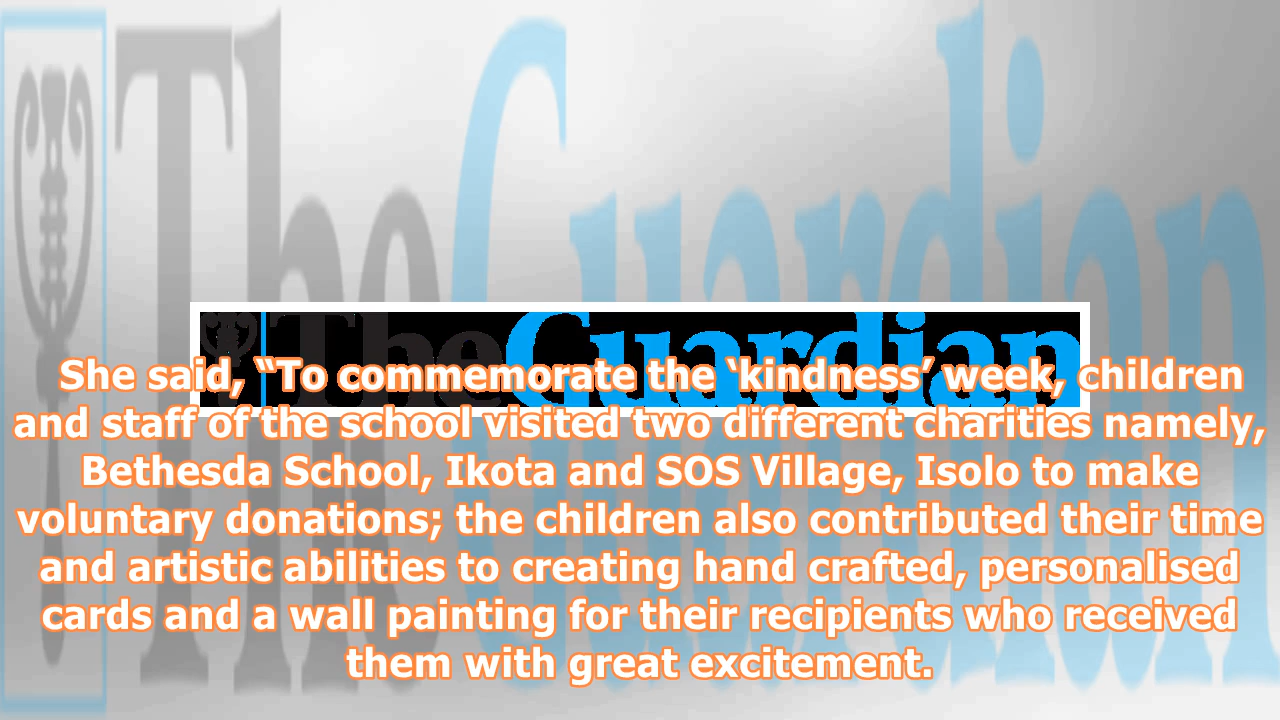 The Guardian
The Guardian
She said, “To commemorate the ‘kindness’ week, children
and staff of the school visited two different charities namely,
Bethesda School, Ikota and SOS Village, Isolo to make
voluntary donations; the children also contributed their time
and artistic abilities to creating hand crafted, personalised
cards and a wall painting for their recipients who received
them with great excitement.